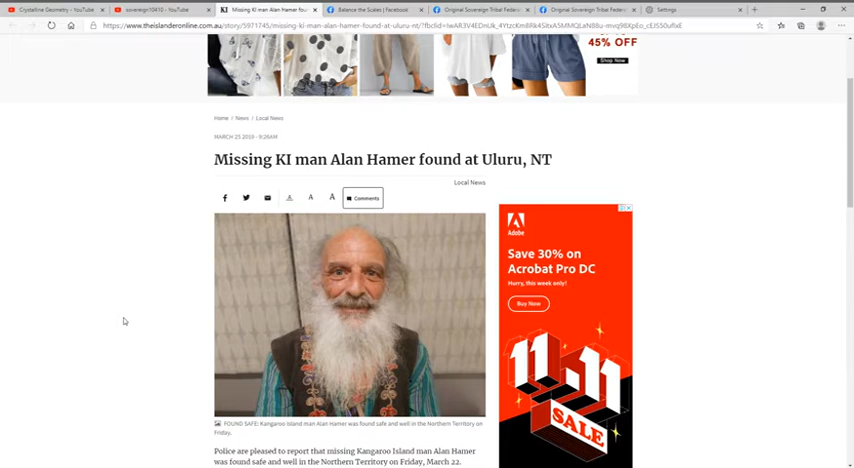 Crystalline Geometry - YouTube
sovereign10410 - YouTube
Missing KI man Alan Hamer fou
Balance the Scales | Facebook
Original Sovereign Tribal Federa
Original Sovereign Tribal Federa
Settings
45% OFF
Shop Now
Home / News / Local News
MARCH 25 2019 - 9:26AM
Missing KI man Alan Hamer found at Uluru, NT
Local News
A A Comments
Adobe
Save 30% on
Acrobat Pro DC
Hurry, this week only!
Buy Now
11.11
SALE
FOUND SAFE: Kangaroo Island man Alan Hamer was found safe and well in the Northern Territory on
Friday.
Police are pleased to report that missing Kangaroo Island man Alan Hamer
was found safe and well in the Northern Territory on Friday, March 22.